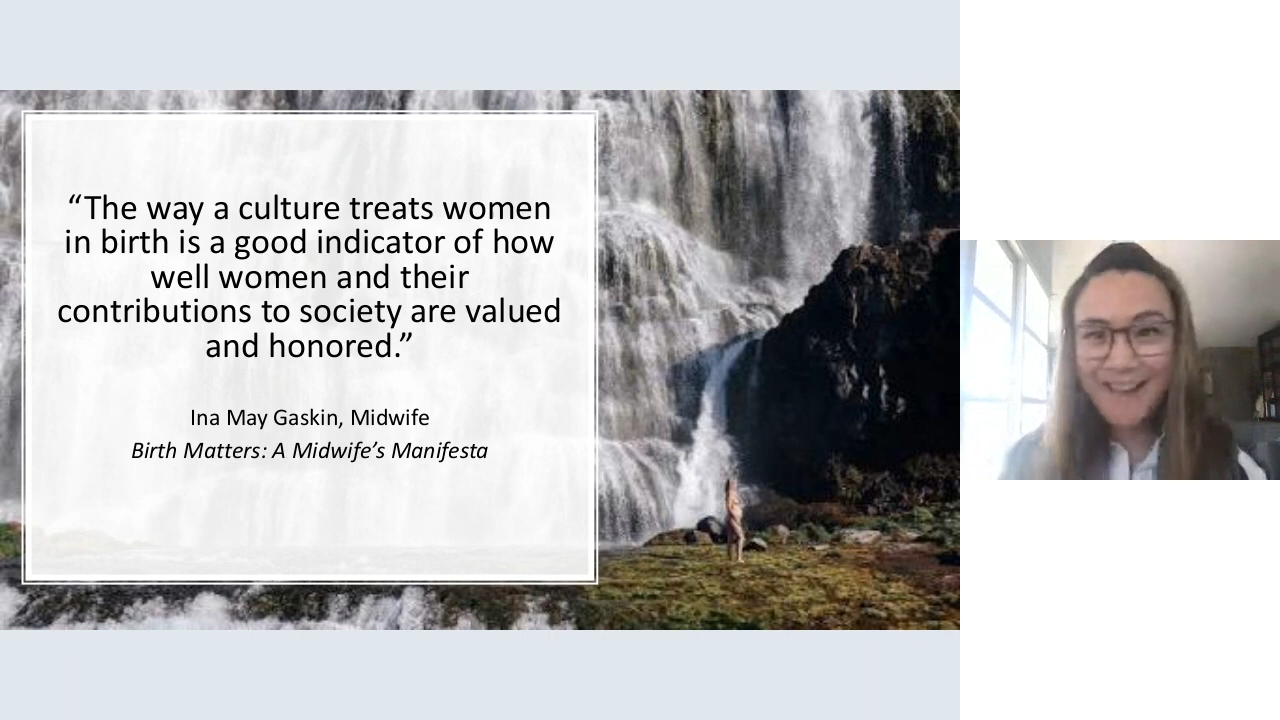 “The way a culture treats women
in birth is a good indicator of how
well women and their
contributions to society are valued
and honored.”
Ina May Gaskin, Midwife
Birth Matters: A Midwife’s Manifesta